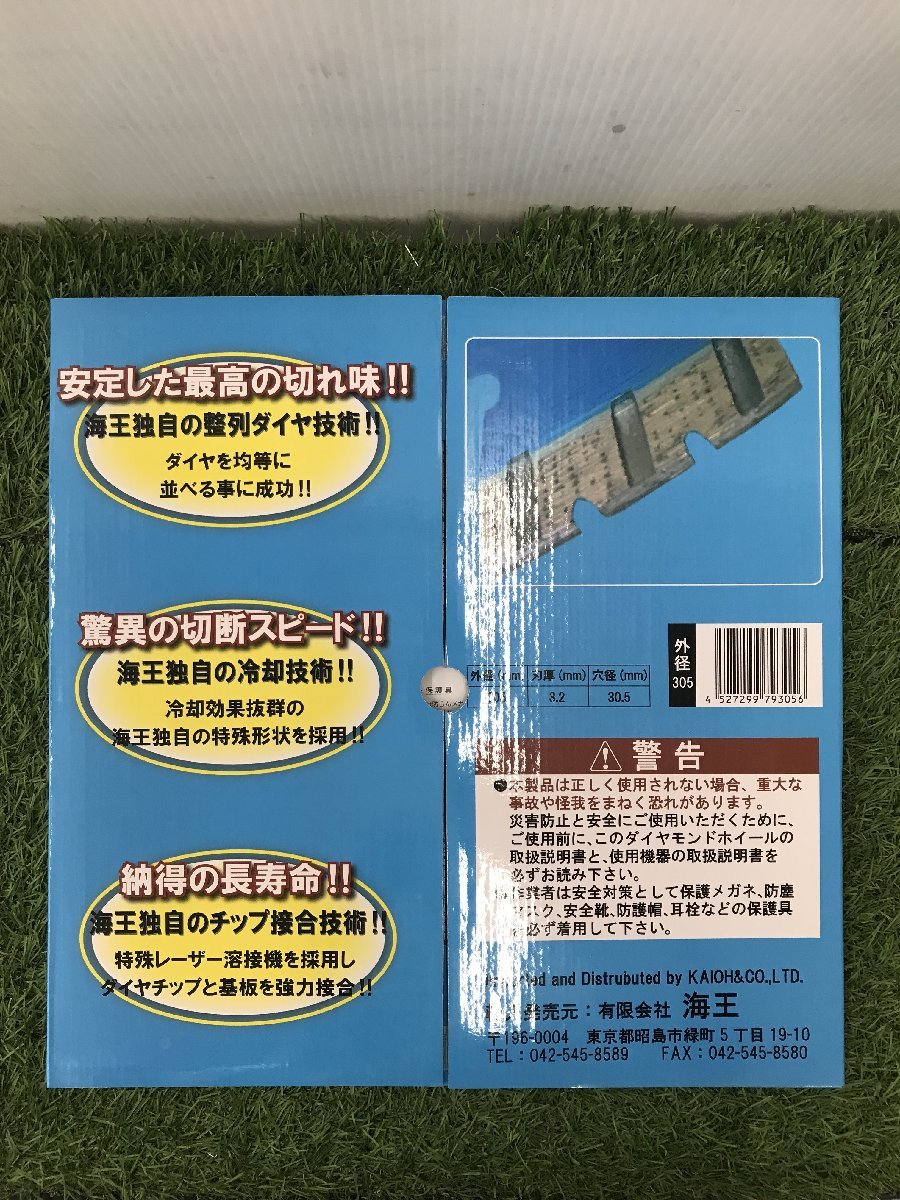 安定した最高の切れ味!!
海王独自の整列ダイヤ技術!!
ダイヤを均等に
並べる事に成功!!
驚異の切断スピード!!
海王独自の冷却技術!!
冷却効果抜群の
海王独自の特殊形状を採用!!
納得の長寿命!!
海王独自のチップ接合技術!!
特殊レーザー溶接機を採用し
ダイヤチップと基板を強力接合!!
保護具
外径 305
4 527299 793056
外径 刃厚(mm) 穴径(mm)
3.2 30.5
警告
本製品は正しく使用されない場合、重大な
事故や怪我をまねく恐れがあります。
災害防止と安全にご使用いただくために、
ご使用前に、このダイヤモンドホイールの
取扱説明書と、使用機器の取扱説明書を
必ずお読み下さい。
作業者は安全対策として保護メガネ、防塵
マスク、安全靴、防護帽、耳栓などの保護具
を必ず着用して下さい。
and Distrubuted by KAIOH&CO.,LTD.
発売元:有限会社 海王
〒196-0004 東京都昭島市緑町5丁目19-10
TEL:042-545-8589 FAX:042-545-8580